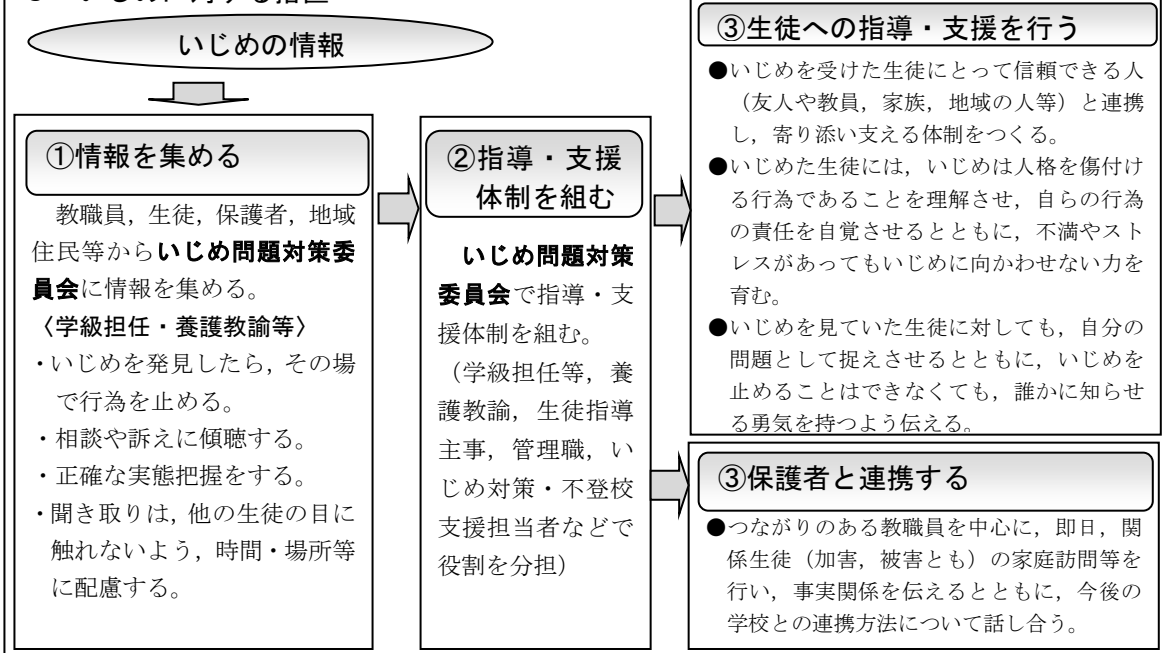 いじめの情報
①情報を集める
教職員，生徒，保護者，地域
住民等からいじめ問題対策委
員会に情報を集める。
〈学級担任・養護教諭等〉
・いじめを発見したら，その場
で行為を止める。
・相談や訴えに傾聴する。
・正確な実態把握をする。
・聞き取りは，他の生徒の目に
触れないよう，時間・場所等
に配慮する。
②指導・支援
体制を組む
いじめ問題対策
委員会で指導・支
援体制を組む。
（学級担任等，養
護教諭，生徒指導
主事，管理職，い
じめ対策・不登校
支援担当者などで
役割を分担）
③生徒への指導・支援を行う
●いじめを受けた生徒にとって信頼できる人
（友人や教員，家族，地域の人等）と連携
し，寄り添い支える体制をつくる。
●いじめた生徒には，いじめは人格を傷付け
る行為であることを理解させ，自らの行為
の責任を自覚させるとともに，不満やスト
レスがあってもいじめに向かわせない力を
育む。
●いじめを見ていた生徒に対しても，自分の
問題として捉えさせるとともに，いじめを
止めることはできなくても，誰かに知らせ
る勇気を持つよう伝える。
③保護者と連携する
●つながりのある教職員を中心に，即日，関
係生徒（加害，被害とも）の家庭訪問等を
行い，事実関係を伝えるとともに，今後の
学校との連携方法について話し合う。